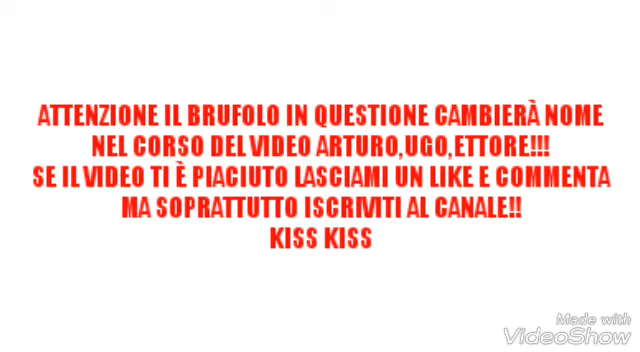 ATTENZIONE IL BRUFOLO IN QUESTIONE CAMBIERÀ NOME
NEL CORSO DEL VIDEO ARTURO,UGO,ETTORE!!!
SE IL VIDEO TI È PIACIUTO LASCIAMI UN LIKE E COMMENTA
MA SOPRATTUTTO ISCRIVITI AL CANALE!!
KISS KISS
Made with
VideoShow